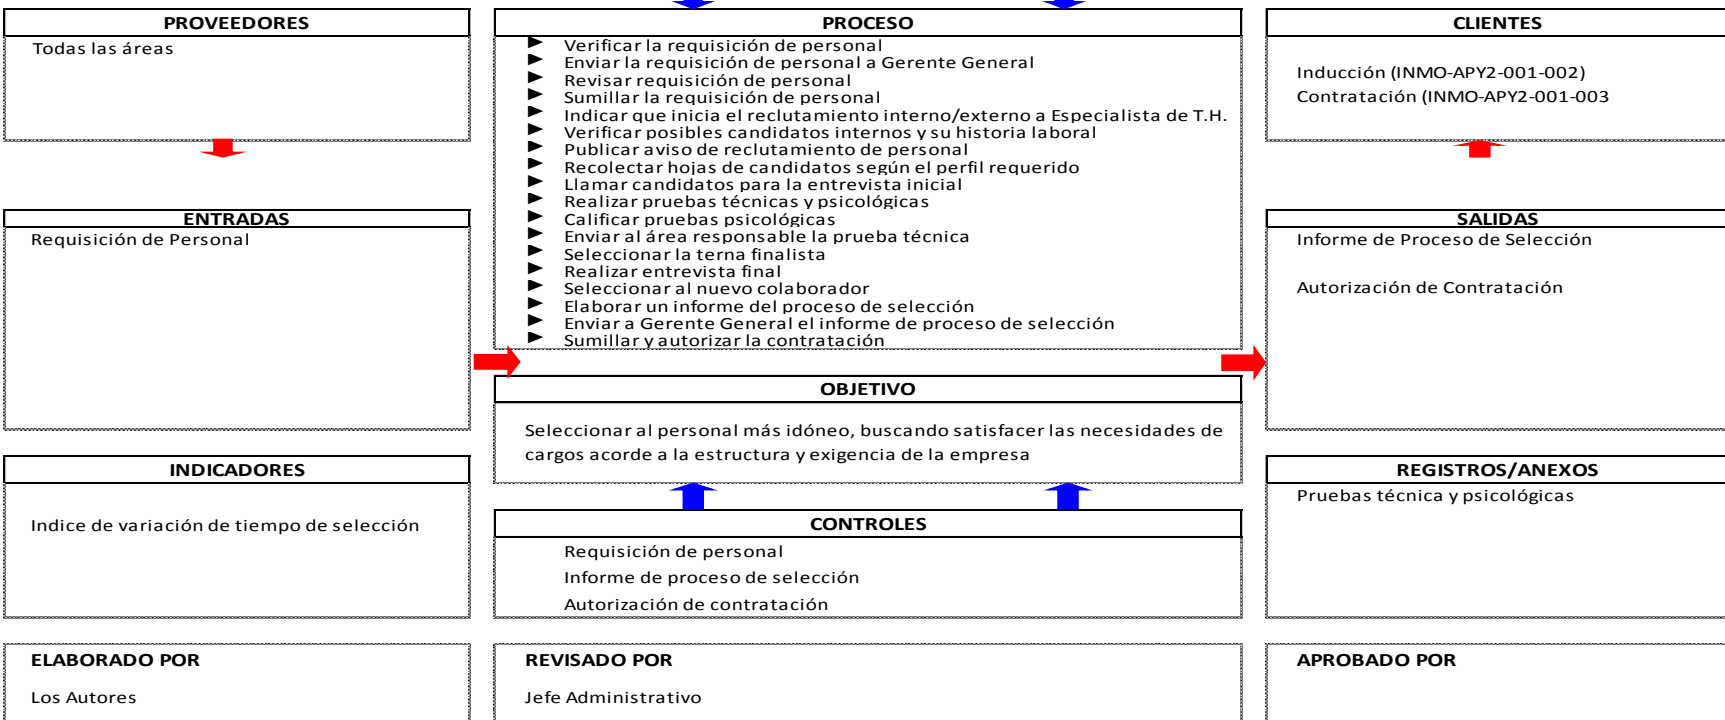 PROVEEDORES
Todas las áreas
PROCESO
Verificar la requisición de personal
Enviar la requisición de personal a Gerente General
Revisar requisición de personal
Sumillar la requisición de personal
Indicar que inicia el reclutamiento interno/externo a Especialista de T.H.
Verificar posibles candidatos internos y su historia laboral
Publicar aviso de reclutamiento de personal
Recolectar hojas de candidatos según el perfil requerido
Llamar candidatos para la entrevista inicial
Realizar pruebas técnicas y psicológicas
Calificar pruebas psicológicas
Enviar al área responsable la prueba técnica
Seleccionar la terna finalista
Realizar entrevista final
Seleccionar al nuevo colaborador
Elaborar un informe del proceso de selección
Enviar a Gerente General el informe de proceso de selección
Sumillar y autorizar la contratación
CLIENTES
Inducción (INMO-APY2-001-002)
Contratación (INMO-APY2-001-003
ENTRADAS
Requisición de Personal
SALIDAS
Informe de Proceso de Selección
Autorización de Contratación
OBJETIVO
Seleccionar al personal más idóneo, buscando satisfacer las necesidades de
cargos acorde a la estructura y exigencia de la empresa
INDICADORES
Indice de variación de tiempo de selección
CONTROLES
Requisición de personal
Informe de proceso de selección
Autorización de contratación
REGISTROS/ANEXOS
Pruebas técnica y psicológicas
ELABORADO POR
Los Autores
REVISADO POR
Jefe Administrativo
APROBADO POR